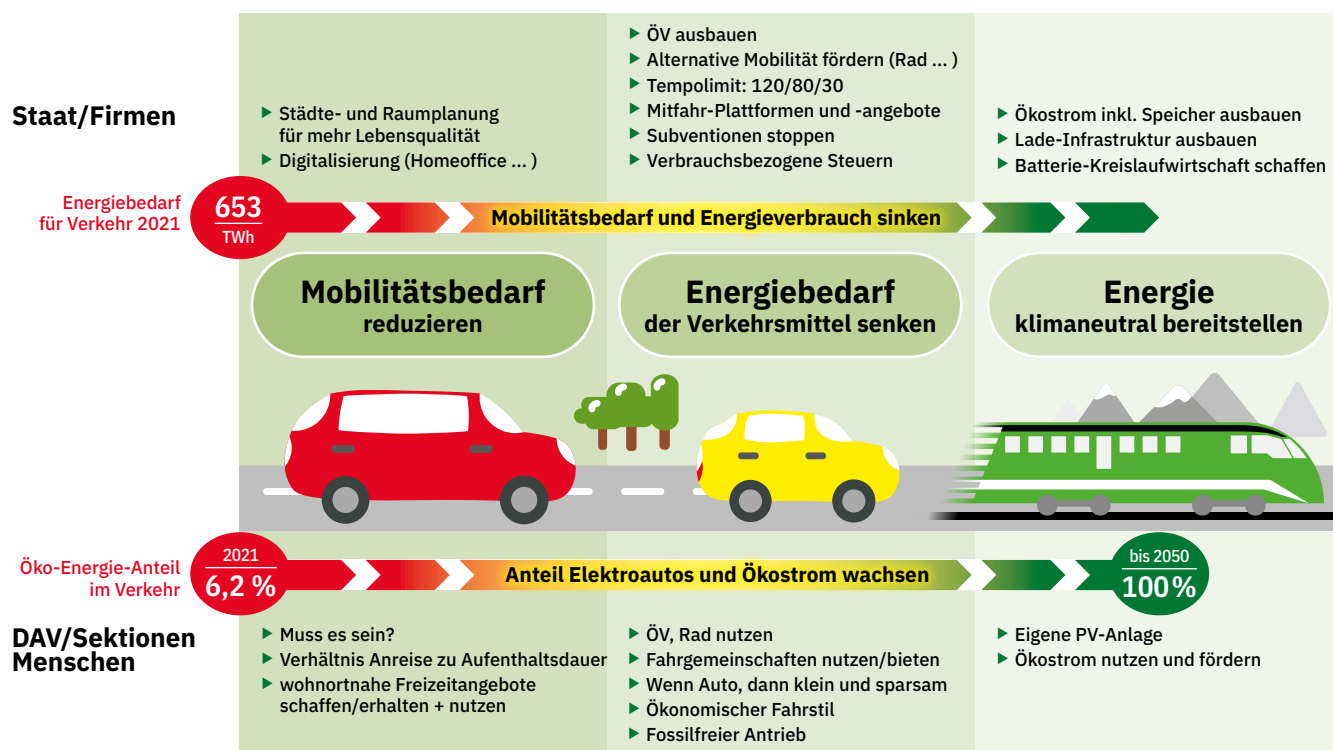 Staat/Firmen
Städte- und Raumplanung
für mehr Lebensqualität
Digitalisierung (Homeoffice ... )
ÖV ausbauen
Alternative Mobilität fördern (Rad ... )
Tempolimit: 120/80/30
Mitfahr-Plattformen und -angebote
Subventionen stoppen
Verbrauchsbezogene Steuern
Ökostrom inkl. Speicher ausbauen
Lade-Infrastruktur ausbauen
Batterie-Kreislaufwirtschaft schaffen
Energiebedarf
für Verkehr 2021
653
TWh
Mobilitätsbedarf und Energieverbrauch sinken
Mobilitätsbedarf
reduzieren
Energiebedarf
der Verkehrsmittel senken
Energie
klimaneutral bereitstellen
Öko-Energie-Anteil
im Verkehr
2021
6,2 %
Anteil Elektroautos und Ökostrom wachsen
bis 2050
100 %
DAV/Sektionen
Menschen
Muss es sein?
Verhältnis Anreise zu Aufenthaltsdauer
wohnortnahe Freizeitangebote
schaffen/erhalten + nutzen
ÖV, Rad nutzen
Fahrgemeinschaften nutzen/bieten
Wenn Auto, dann klein und sparsam
Ökonomischer Fahrstil
Fossilfreier Antrieb
Eigene PV-Anlage
Ökostrom nutzen und fördern